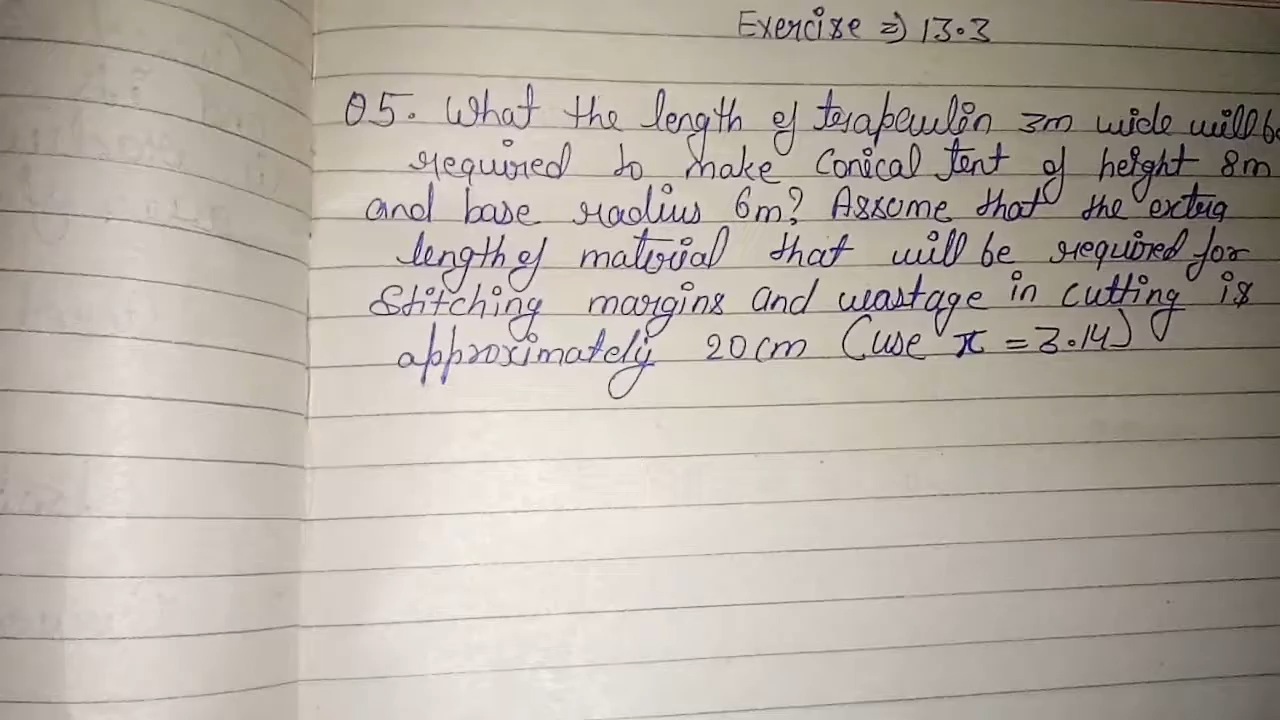 Exercise ⇒ 13.3
Q5. What the length of tarapaulin 3m wide will be
required to make conical tent of height 8m
and base radius 6m? Assume that the extra
length of material that will be required for
Stitching margins and wastage in cutting is
approximately 20cm (use π = 3.14)